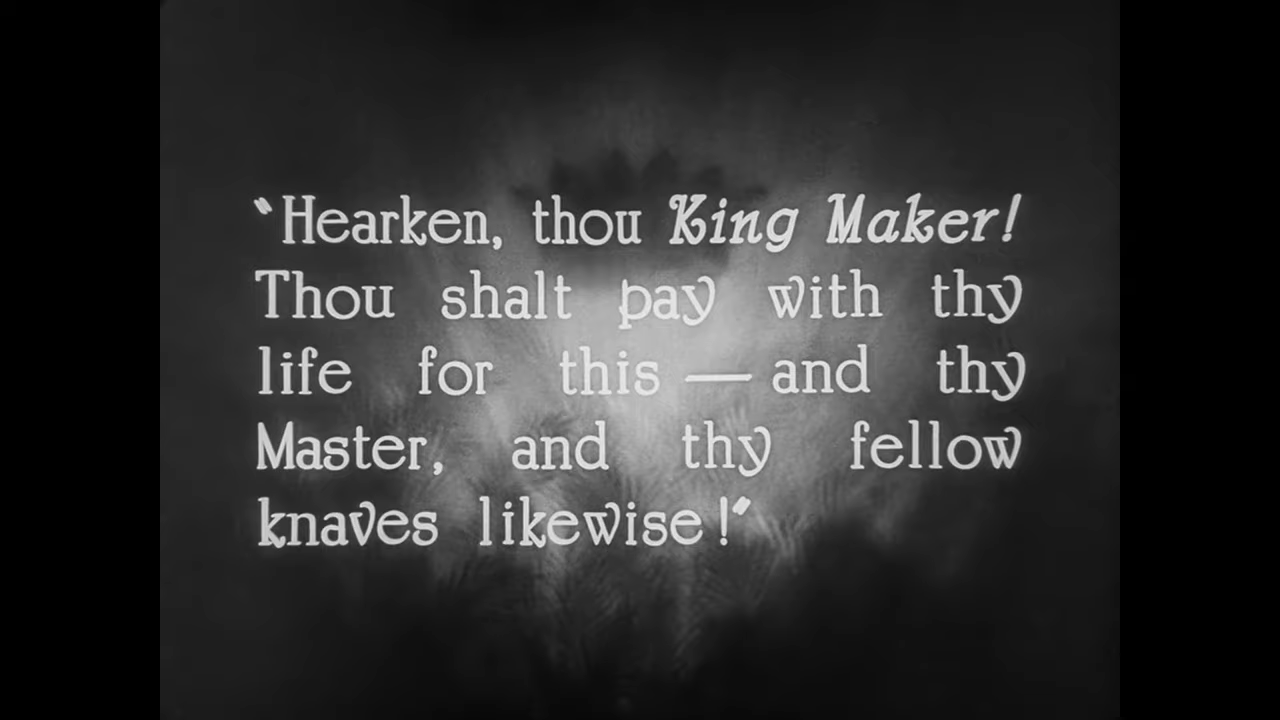 "Hearken, thou King Maker!
Thou shalt pay with thy
life for this — and thy
Master, and thy fellow
knaves likewise!"